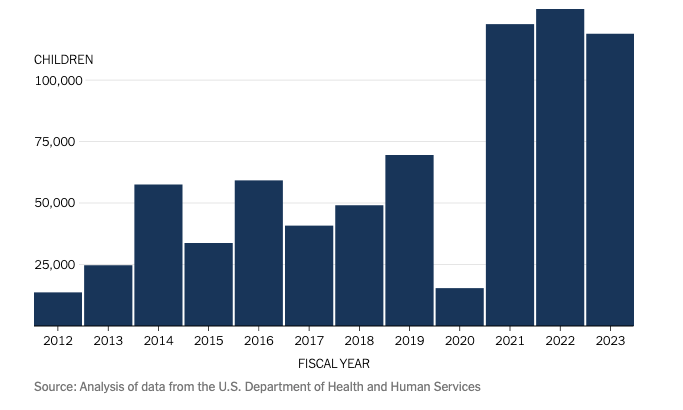 CHILDREN
100,000
75,000
50,000
25,000
2012 2013 2014 2015 2016 2017 2018 2019 2020 2021 2022 2023
FISCAL YEAR
Source: Analysis of data from the U.S. Department of Health and Human Services